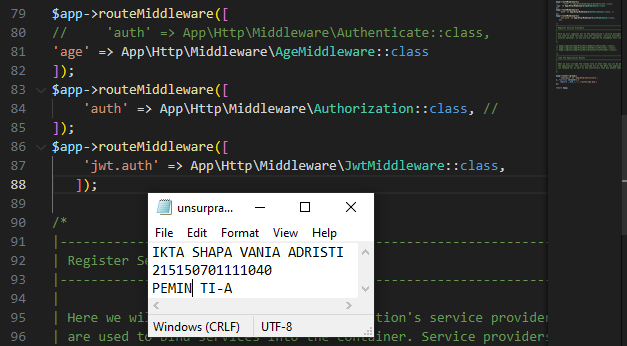 79 $app->routeMiddleware([
80 //     'auth' => App\Http\Middleware\Authenticate::class,
81 'age' => App\Http\Middleware\AgeMiddleware::class
82 ]);
83 $app->routeMiddleware([
84     'auth' => App\Http\Middleware\Authorization::class, //
85 ]);
86 $app->routeMiddleware([
87     'jwt.auth' => App\Http\Middleware\JwtMiddleware::class,
88    ]);
89
90 /*
91 |-----------------------------------------------------
92 | Register Se
93 |-----------------------------------------------------
94 |
95 | Here we wi tion's service provider
96 | are used to bind services into the container. Service providers
unsurpra...
File Edit Format View Help
IKTA SHAPA VANIA ADRISTI
215150701111040
PEMIN TI-A
Windows (CRLF) UTF-8